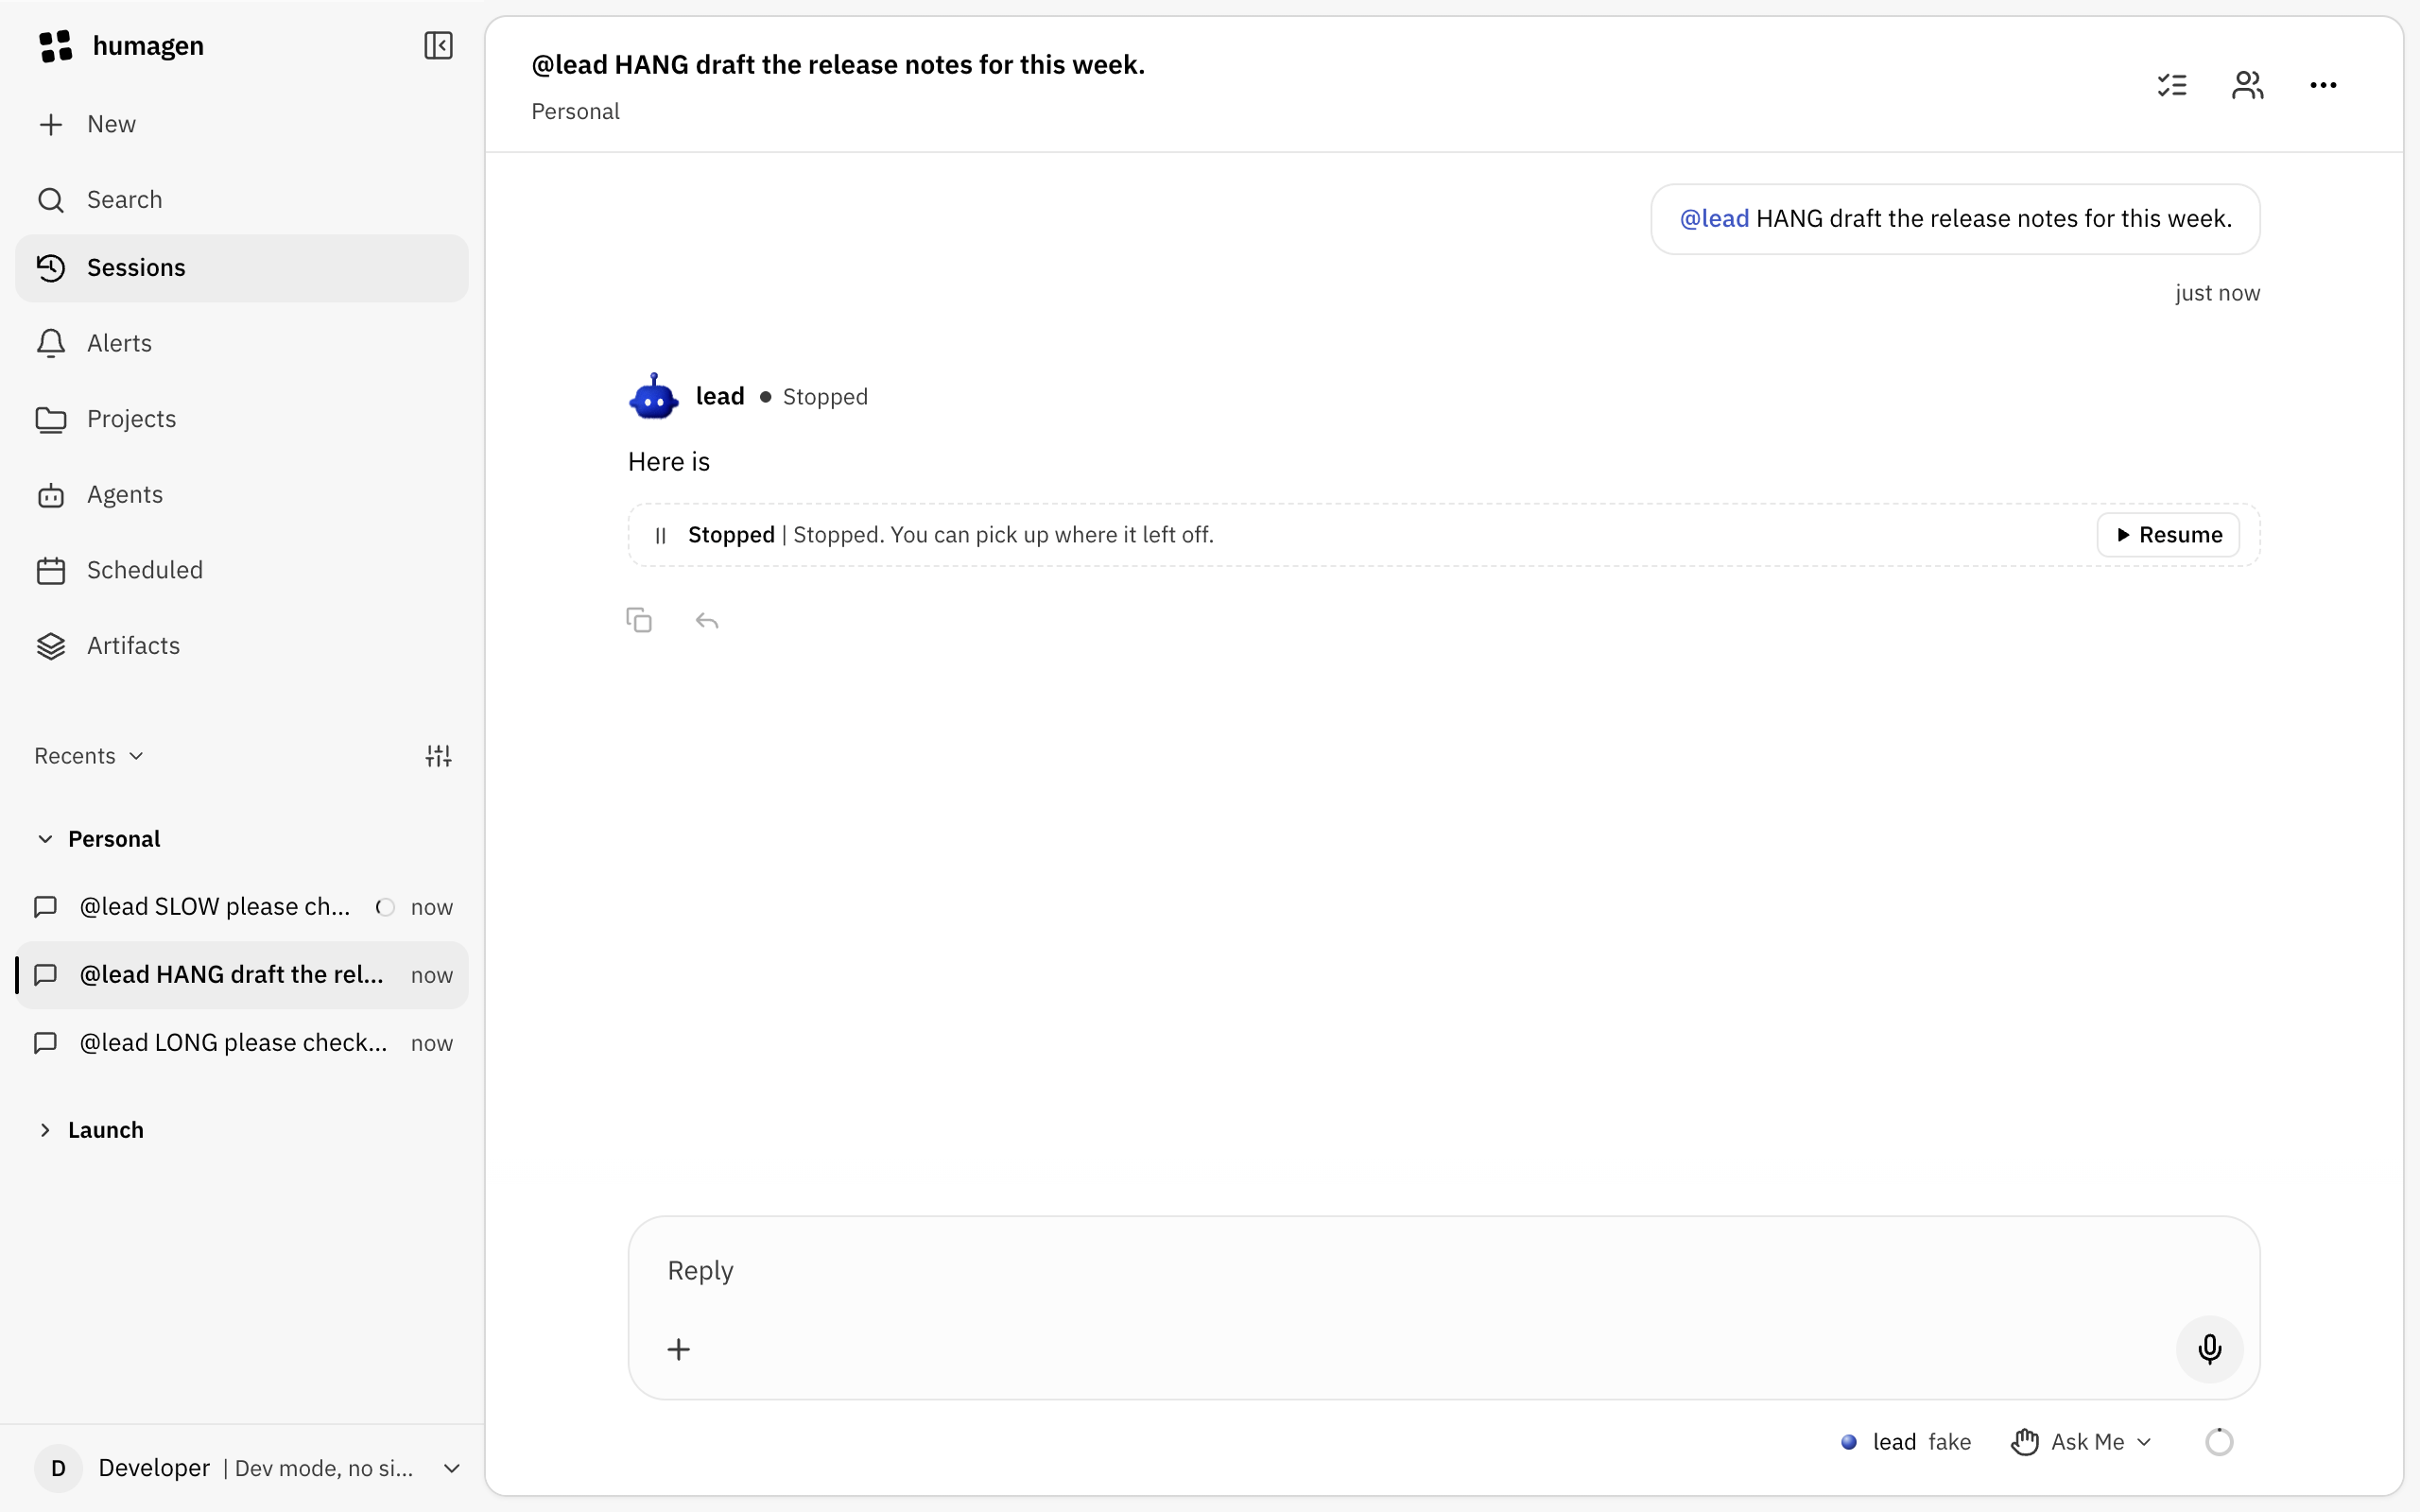 humagen
New
Search
Sessions
Alerts
Projects
Agents
Scheduled
Artifacts
Recents
Personal
@lead SLOW please ch... now
@lead HANG draft the rel... now
@lead LONG please check... now
Launch
D Developer | Dev mode, no si...
@lead HANG draft the release notes for this week.
Personal
@lead HANG draft the release notes for this week.
just now
lead ● Stopped
Here is
Stopped | Stopped. You can pick up where it left off. Resume
Reply
lead fake Ask Me